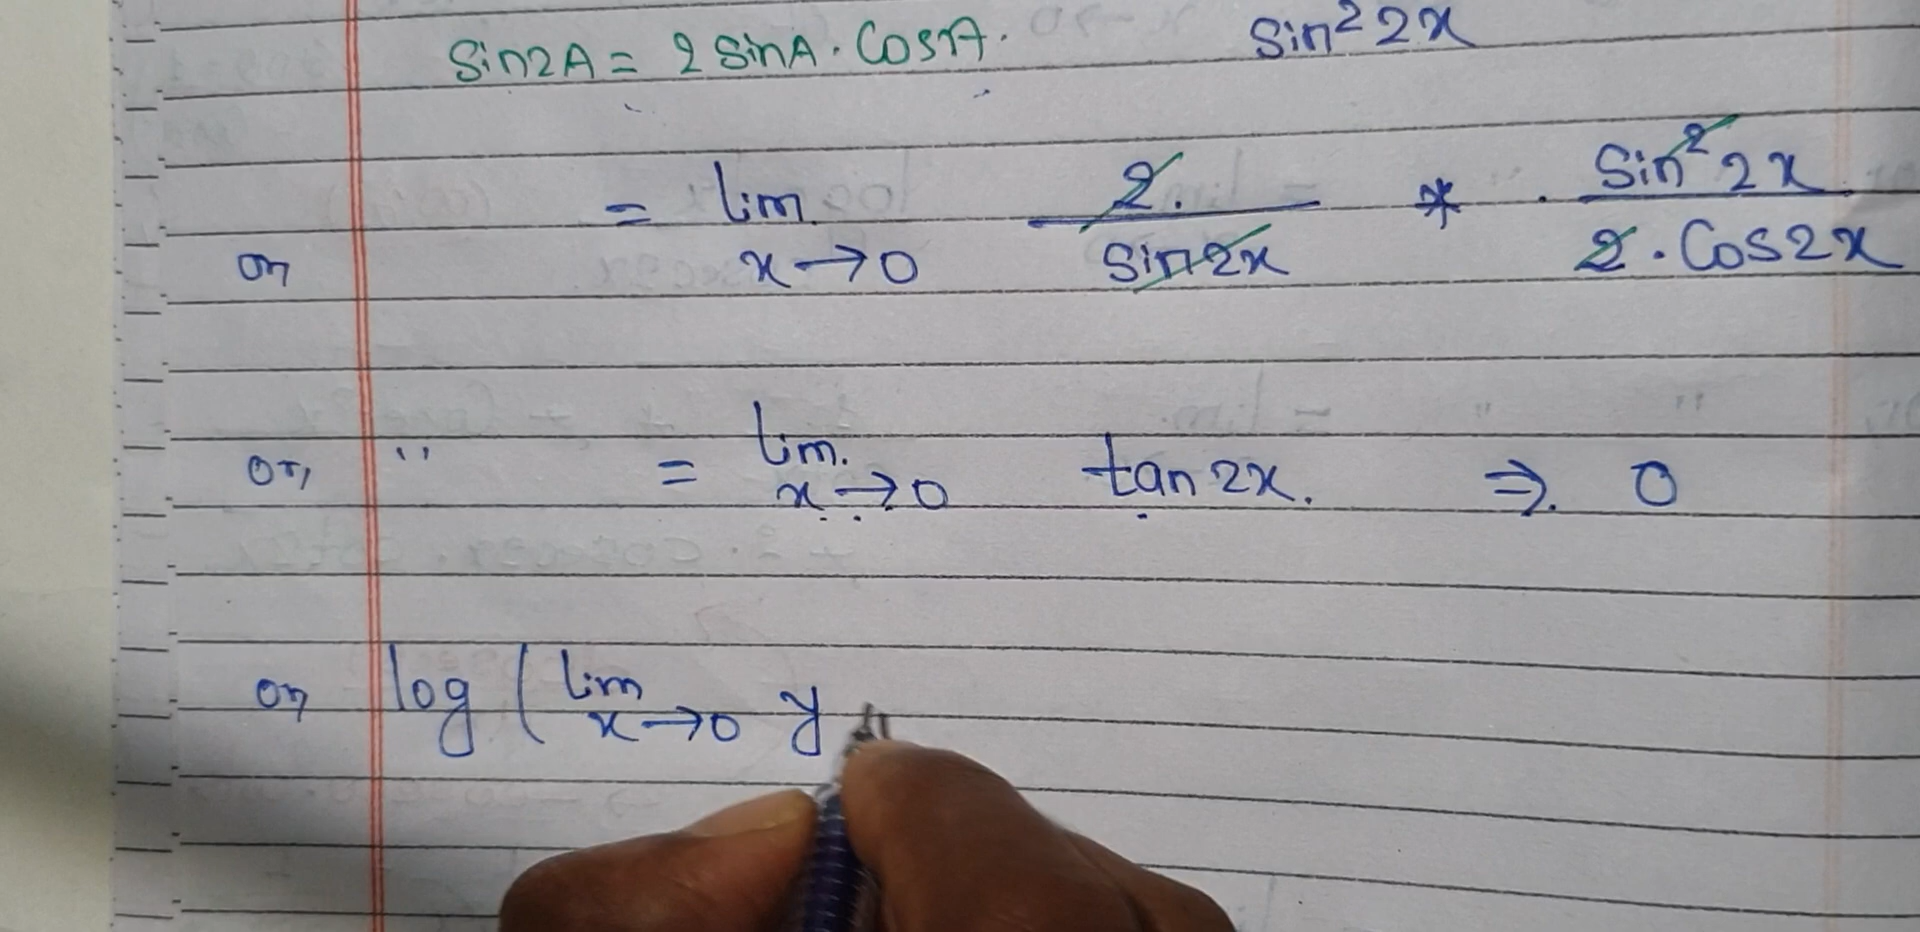 Sin2A = 2 SinA . CosA . Sin² 2x
or = lim x→0 2. / Sin2x * . Sin² 2x / 2 . Cos2x
or, " = lim. x→0 tan 2x. ⇒. 0
or log ( lim x→0 y